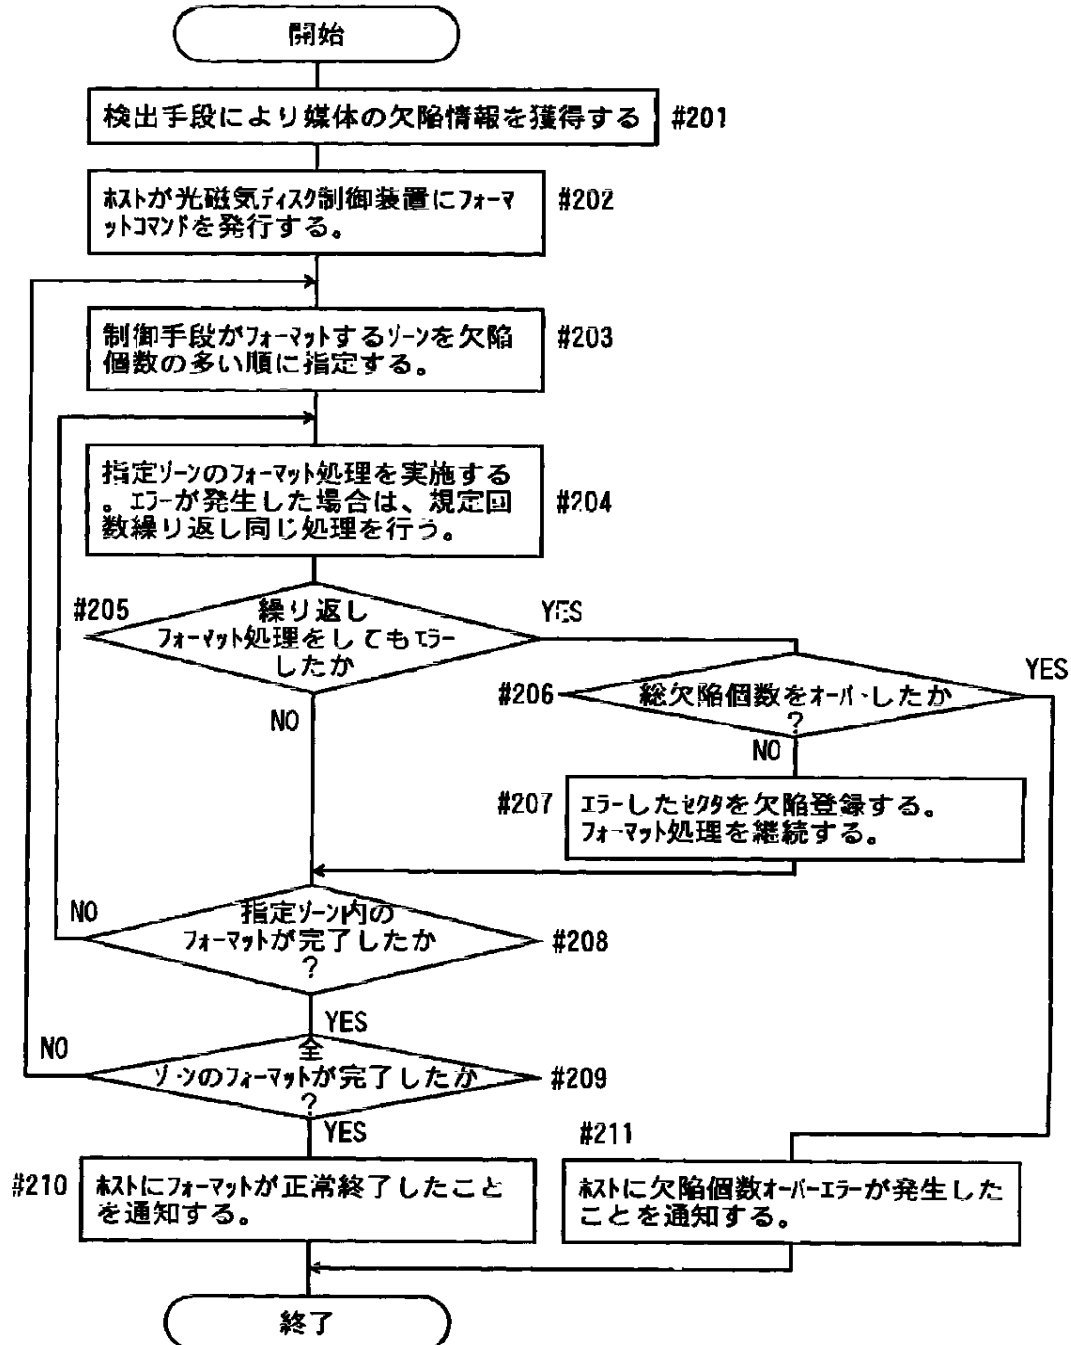 開始
検出手段により媒体の欠陥情報を獲得する
#201
ホストが光磁気ディスク制御装置にフォーマ
ットコマンドを発行する。
#202
制御手段がフォーマットするゾーンを欠陥
個数の多い順に指定する。
#203
指定ゾーンのフォーマット処理を実施する
。エラーが発生した場合は、規定回
数繰り返し同じ処理を行う。
#204
#205
繰り返し
フォーマット処理をしてもエラー
したか
YES
NO
#206
総欠陥個数をオーバーしたか
?
YES
NO
#207
エラーしたセクタを欠陥登録する。
フォーマット処理を継続する。
NO
指定ゾーン内の
フォーマットが完了したか
?
#208
YES
NO
全
ゾーンのフォーマットが完了したか
?
#209
YES
#210
ホストにフォーマットが正常終了したこと
を通知する。
#211
ホストに欠陥個数オーバーエラーが発生した
ことを通知する。
終了